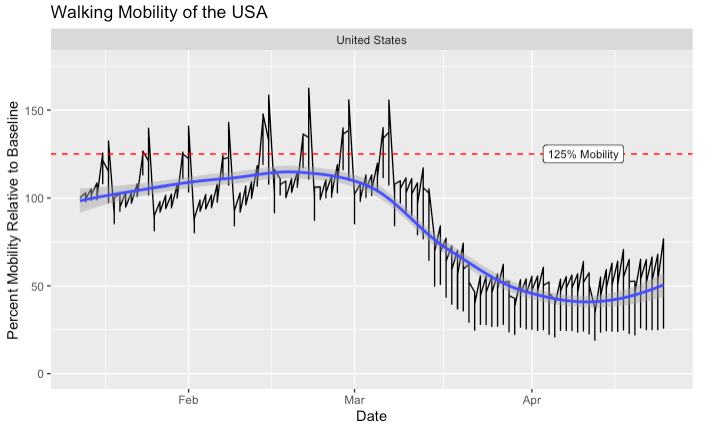 Walking Mobility of the USA
United States
150
125% Mobility
100
50
0
Percent Mobility Relative to Baseline
Feb Mar Apr
Date